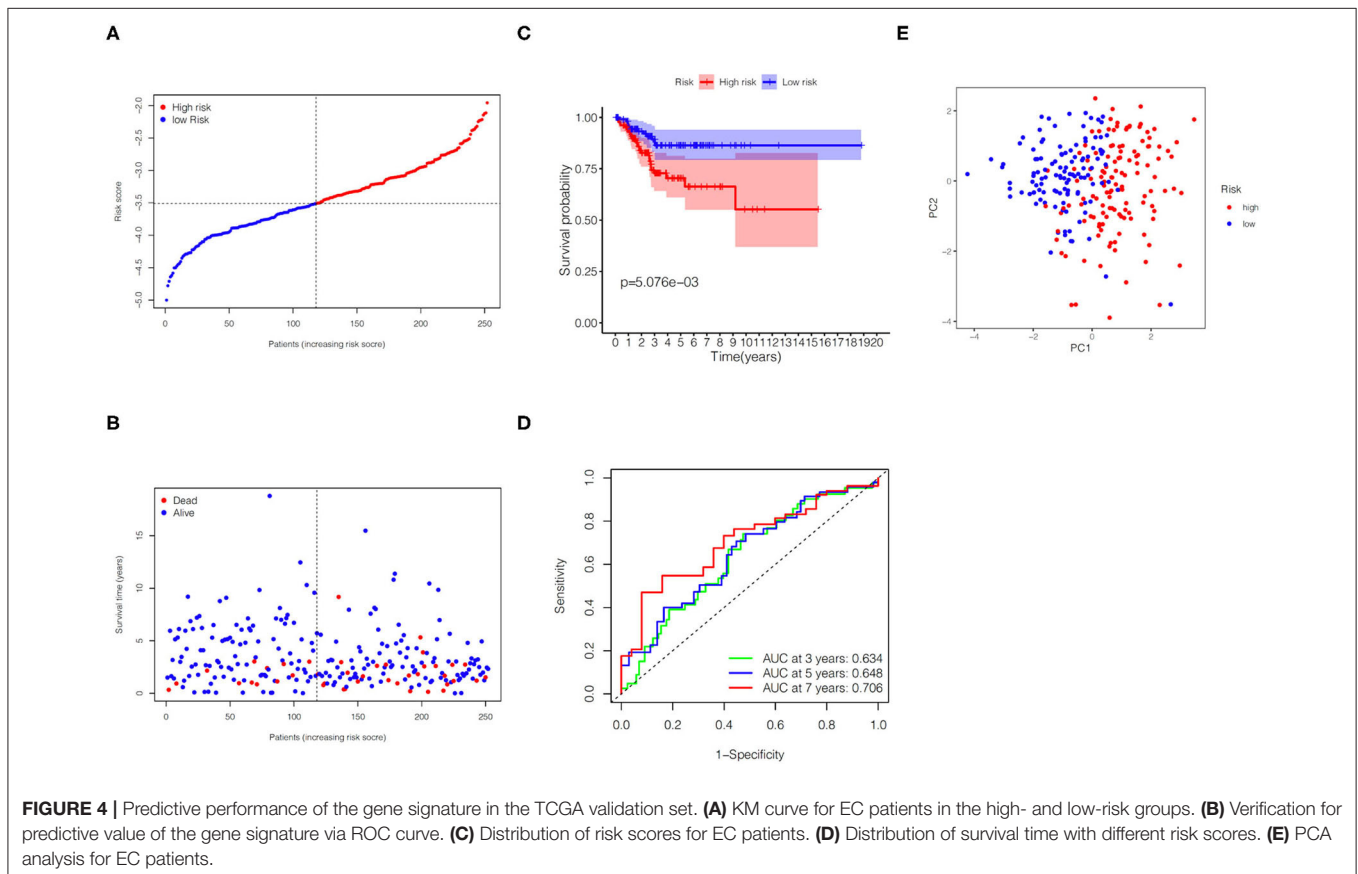 A
High risk
low Risk
Risk score
-2.0
-2.5
-3.0
-3.5
-4.0
-4.5
-5.0
0 50 100 150 200 250
Patients (increasing risk socre)
C
Risk High risk Low risk
Survival probability
1.00
0.75
0.50
0.25
0.00
p=5.076e-03
0 1 2 3 4 5 6 7 8 9 10 11 12 13 14 15 16 17 18 19 20
Time(years)
E
PC2
2
0
-2
-4
-4 -2 0 2
PC1
Risk
high
low
B
Dead
Alive
Survival time (years)
15
10
5
0
0 50 100 150 200 250
Patients (increasing risk socre)
D
Sensitivity
1.0
0.8
0.6
0.4
0.2
0.0
AUC at 3 years: 0.634
AUC at 5 years: 0.648
AUC at 7 years: 0.706
0.0 0.2 0.4 0.6 0.8 1.0
1-Specificity
FIGURE 4 | Predictive performance of the gene signature in the TCGA validation set. (A) KM curve for EC patients in the high- and low-risk groups. (B) Verification for
predictive value of the gene signature via ROC curve. (C) Distribution of risk scores for EC patients. (D) Distribution of survival time with different risk scores. (E) PCA
analysis for EC patients.